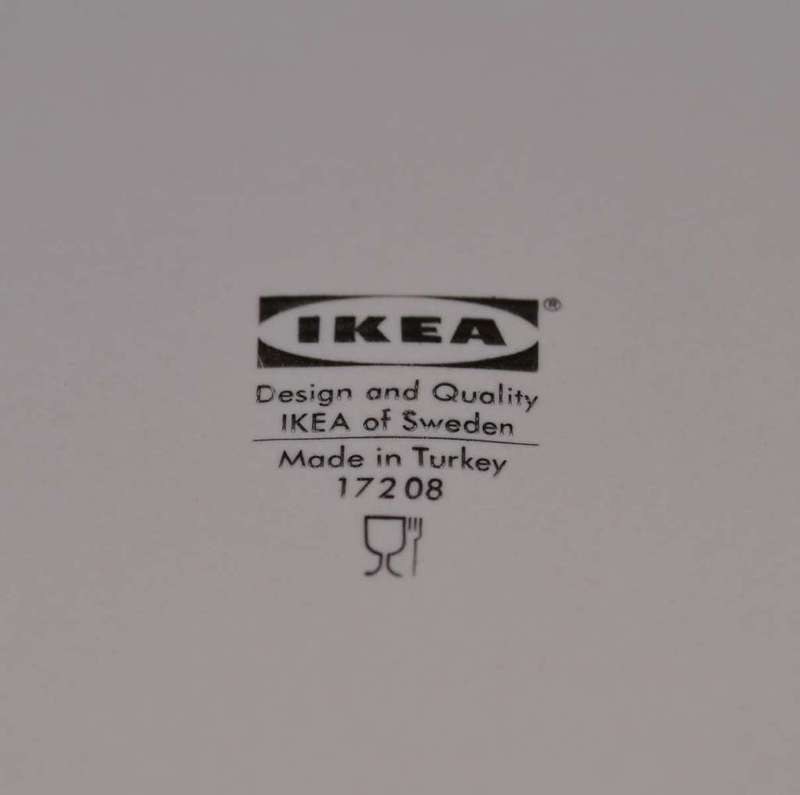 IKEA®
Design and Quality
IKEA of Sweden
Made in Turkey
17208